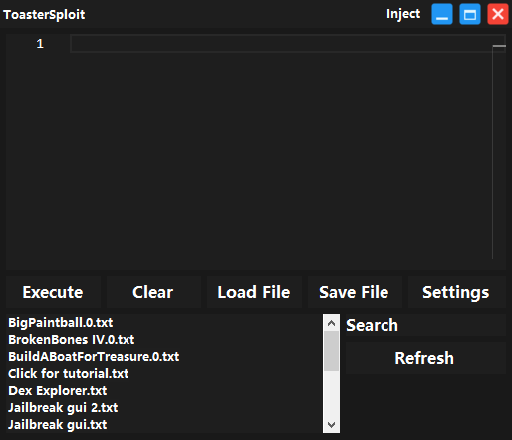 ToasterSploit Inject
1
Execute Clear Load File Save File Settings
BigPaintball.0.txt
BrokenBones IV.0.txt
BuildABoatForTreasure.0.txt
Click for tutorial.txt
Dex Explorer.txt
Jailbreak gui 2.txt
Jailbreak gui.txt
Search
Refresh